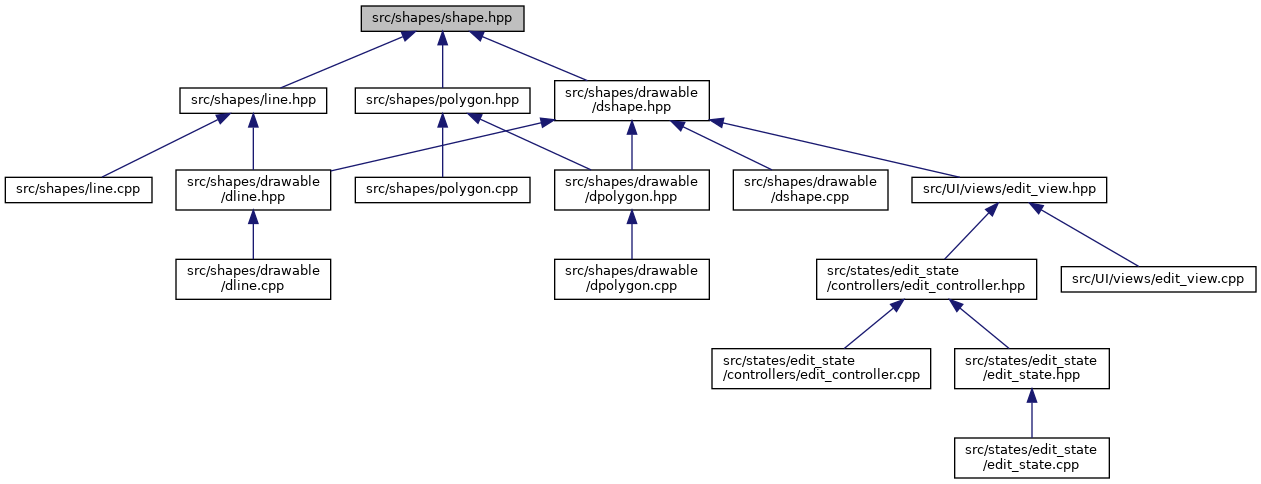 src/shapes/shape.hpp
src/shapes/line.hpp
src/shapes/polygon.hpp
src/shapes/drawable
/dshape.hpp
src/shapes/line.cpp
src/shapes/drawable
/dline.hpp
src/shapes/polygon.cpp
src/shapes/drawable
/dpolygon.hpp
src/shapes/drawable
/dshape.cpp
src/UI/views/edit_view.hpp
src/shapes/drawable
/dline.cpp
src/shapes/drawable
/dpolygon.cpp
src/states/edit_state
/controllers/edit_controller.hpp
src/UI/views/edit_view.cpp
src/states/edit_state
/controllers/edit_controller.cpp
src/states/edit_state
/edit_state.hpp
src/states/edit_state
/edit_state.cpp